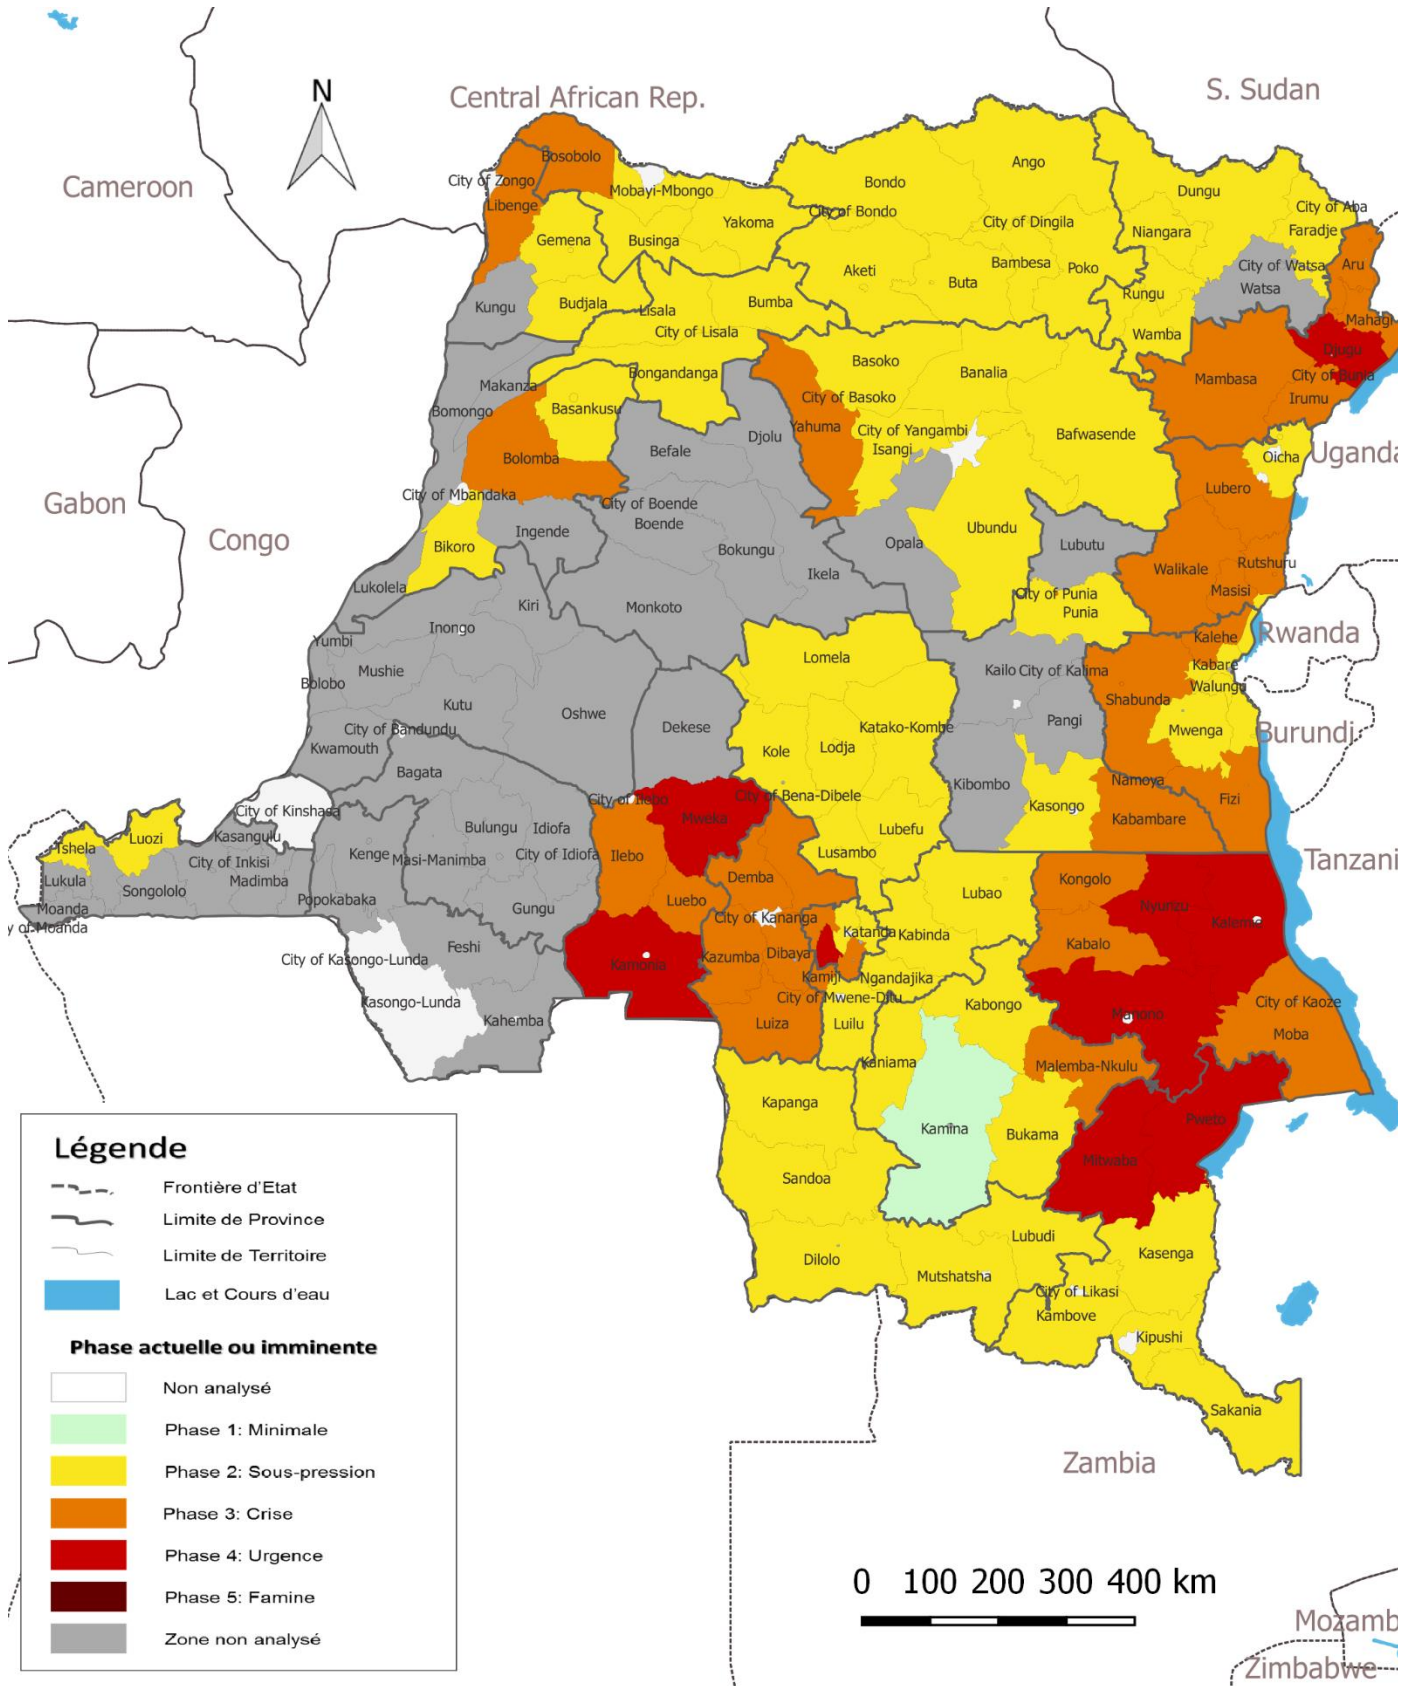 N
Central African Rep.
S. Sudan
Cameroon
Bosobolo
City of Zongo
Libenge
Mobayi-Mbongo
Ango
Bondo
Dungu
City of Aba
City of Bondo
City of Dingila
Yakoma
Gemena
Businga
Niangara
Faradje
Aketi
Bambesa
Poko
Buta
City of Watsa
Aru
Watsa
Kungu
Budjala
Lisala
Bumba
Rungu
Mahagi
City of Lisala
Wamba
Djugu
Basoko
Banalia
Bongandanga
Makanza
Mambasa
City of Bunia
Irumu
City of Basoko
Bomongo
Basankusu
Yahuma
City of Yangambi
Isangi
Bafwasende
Djolu
Befale
Bolomba
Oicha
Uganda
Gabon
City of Mbandaka
Lubero
City of Boende
Boende
Congo
Ingende
Ubundu
Bikoro
Bokungu
Opala
Lubutu
Ikela
Rutshuru
Walikale
Masisi
Lukolela
Kiri
Monkoto
City of Punia
Punia
Inongo
Yumbi
Kalehe
Rwanda
Lomela
Mushie
Kailo
City of Kalima
Kabare
Bolobo
Walungu
Kutu
Oshwe
Shabunda
Dekese
Katako-Kombe
Pangi
City of Bandundu
Kwamouth
Kole
Lodja
Mwenga
Burundi
Bagata
Kibombo
Namoya
City of Ilebo
City of Bena-Dibele
Fizi
City of Kinshasa
Mweka
Kasongo
Kabambare
Luozi
Tshela
Kasangulu
Bulungu
Idiofa
Lubefu
Kenge
Masi-Manimba
City of Idiofa
Ilebo
Lusambo
Tanzani
City of Inkisi
Lukula
Songololo
Madimba
Demba
Kongolo
Lubao
Popokabaka
Luebo
Nyunzu
Moanda
Gungu
City of Kananga
Kalemie
y of Moanda
Katanga
Kabinda
Feshi
Kabalo
City of Kasongo-Lunda
Kamonia
Kazumba
Dibaya
Kamiji
Ngandajika
Kasongo-Lunda
City of Mwene-Ditu
Kabongo
City of Kaoze
Kahemba
Luiza
Luilu
Manono
Moba
Kaniama
Malemba-Nkulu
Kapanga
Kamina
Bukama
Pweto
Mitwaba
Sandoa
Lubudi
Dilolo
Kasenga
Mutshatsha
City of Likasi
Kambove
Kipushi
Sakania
Zambia
Légende
Frontière d'Etat
Limite de Province
Limite de Territoire
Lac et Cours d'eau
Phase actuelle ou imminente
Non analysé
Phase 1: Minimale
Phase 2: Sous-pression
Phase 3: Crise
Phase 4: Urgence
Phase 5: Famine
Zone non analysé
0 100 200 300 400 km
Mozamb
Zimbabwe